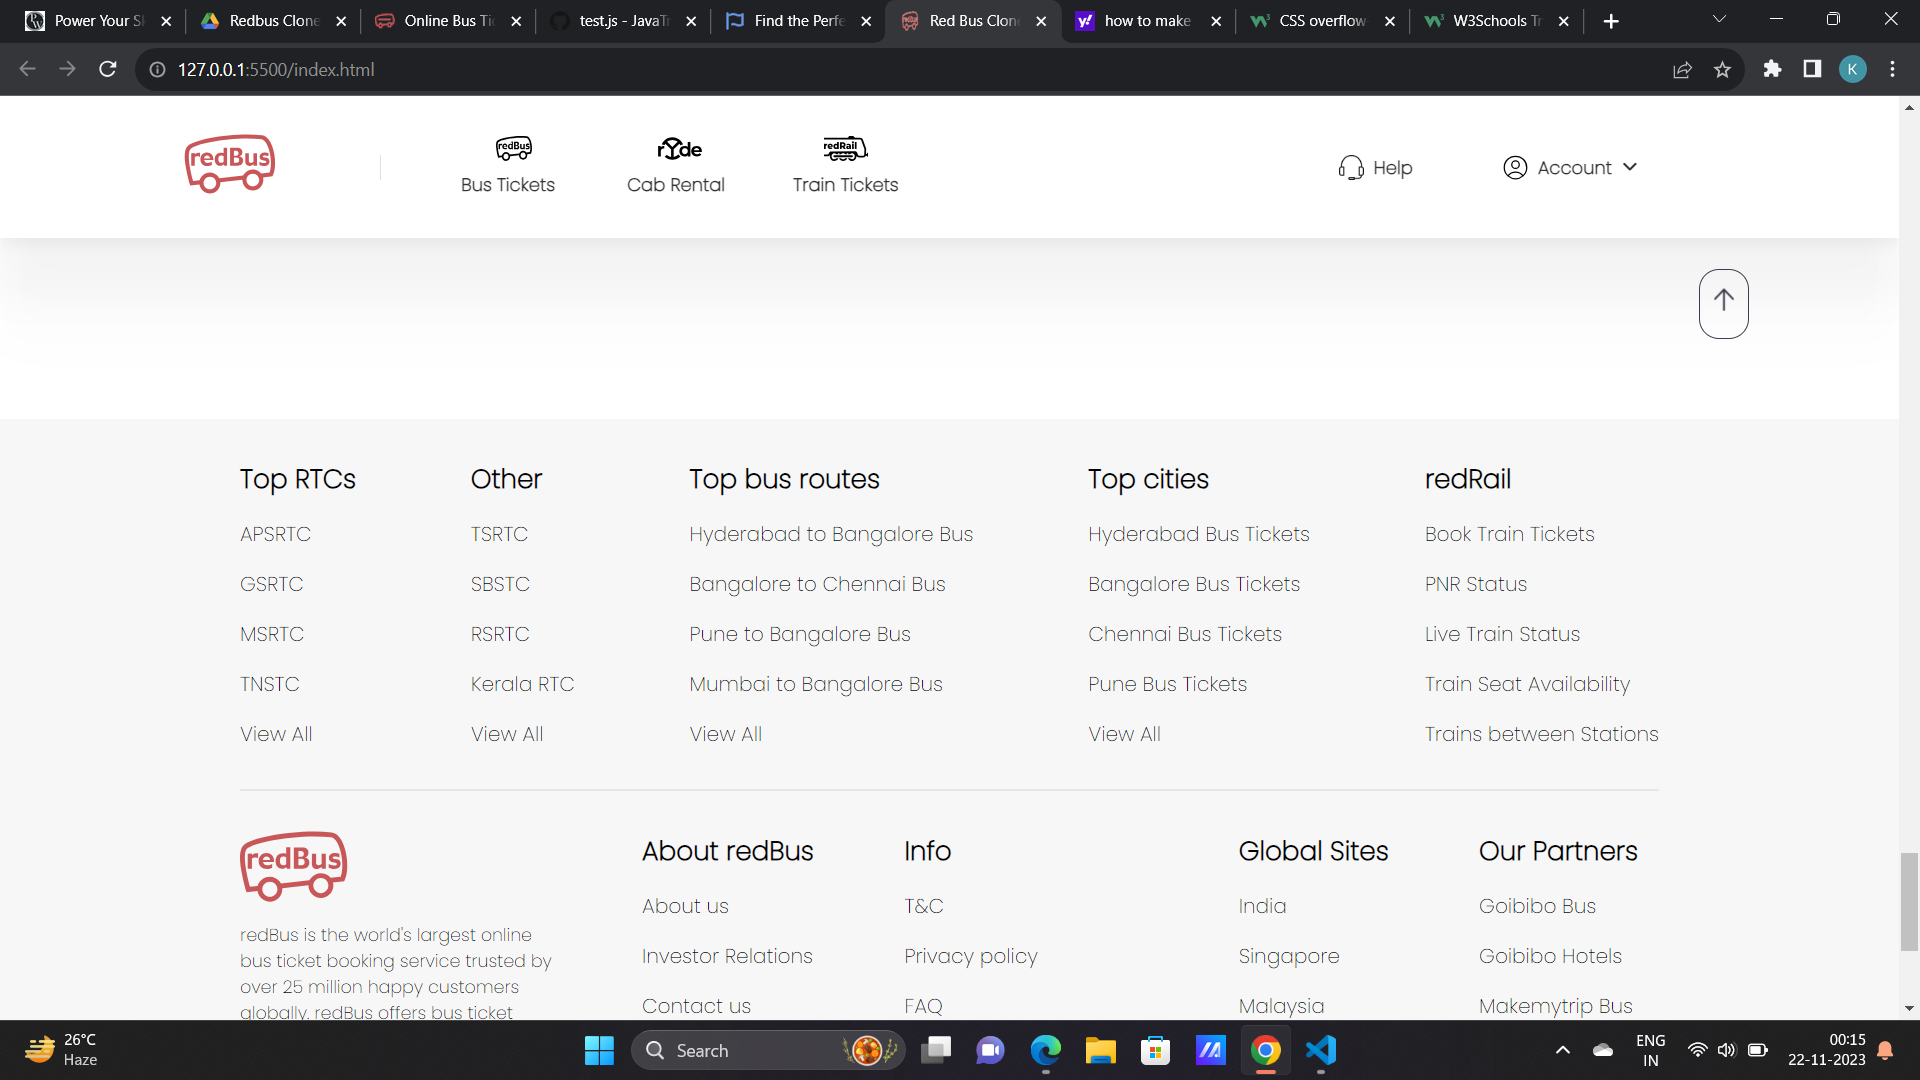 Power Your Sk
Redbus Clone
Online Bus Tic
test.js - JavaTr
Find the Perfe
Red Bus Clone
how to make
CSS overflow
W3Schools Tr
127.0.0.1:5500/index.html
K
redBus
redBus
Bus Tickets
ryde
Cab Rental
redRail
Train Tickets
Help
Account
Top RTCs
APSRTC
GSRTC
MSRTC
TNSTC
View All
Other
TSRTC
SBSTC
RSRTC
Kerala RTC
View All
Top bus routes
Hyderabad to Bangalore Bus
Bangalore to Chennai Bus
Pune to Bangalore Bus
Mumbai to Bangalore Bus
View All
Top cities
Hyderabad Bus Tickets
Bangalore Bus Tickets
Chennai Bus Tickets
Pune Bus Tickets
View All
redRail
Book Train Tickets
PNR Status
Live Train Status
Train Seat Availability
Trains between Stations
redBus
redBus is the world's largest online
bus ticket booking service trusted by
over 25 million happy customers
globally. redBus offers bus ticket
About redBus
About us
Investor Relations
Contact us
Info
T&C
Privacy policy
FAQ
Global Sites
India
Singapore
Malaysia
Our Partners
Goibibo Bus
Goibibo Hotels
Makemytrip Bus
26°C
Haze
Search
ENG
IN
00:15
22-11-2023